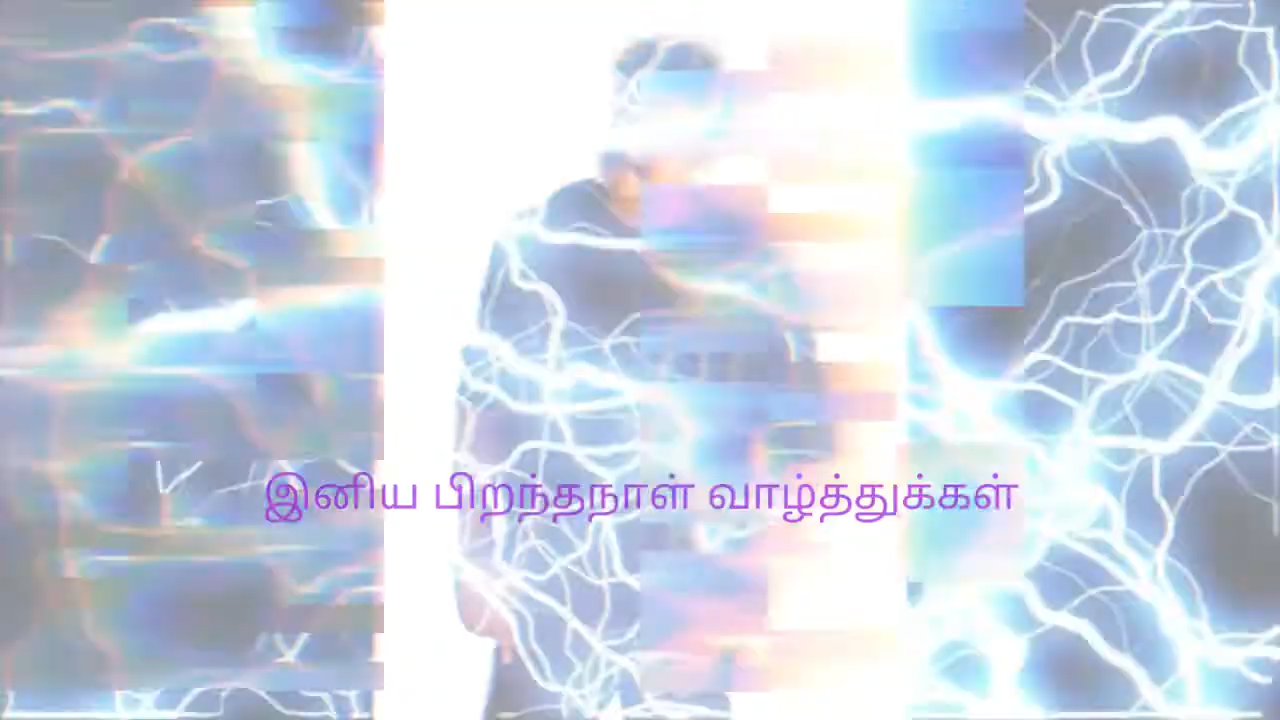 இனிய பிறந்தநாள் வாழ்த்துக்கள்